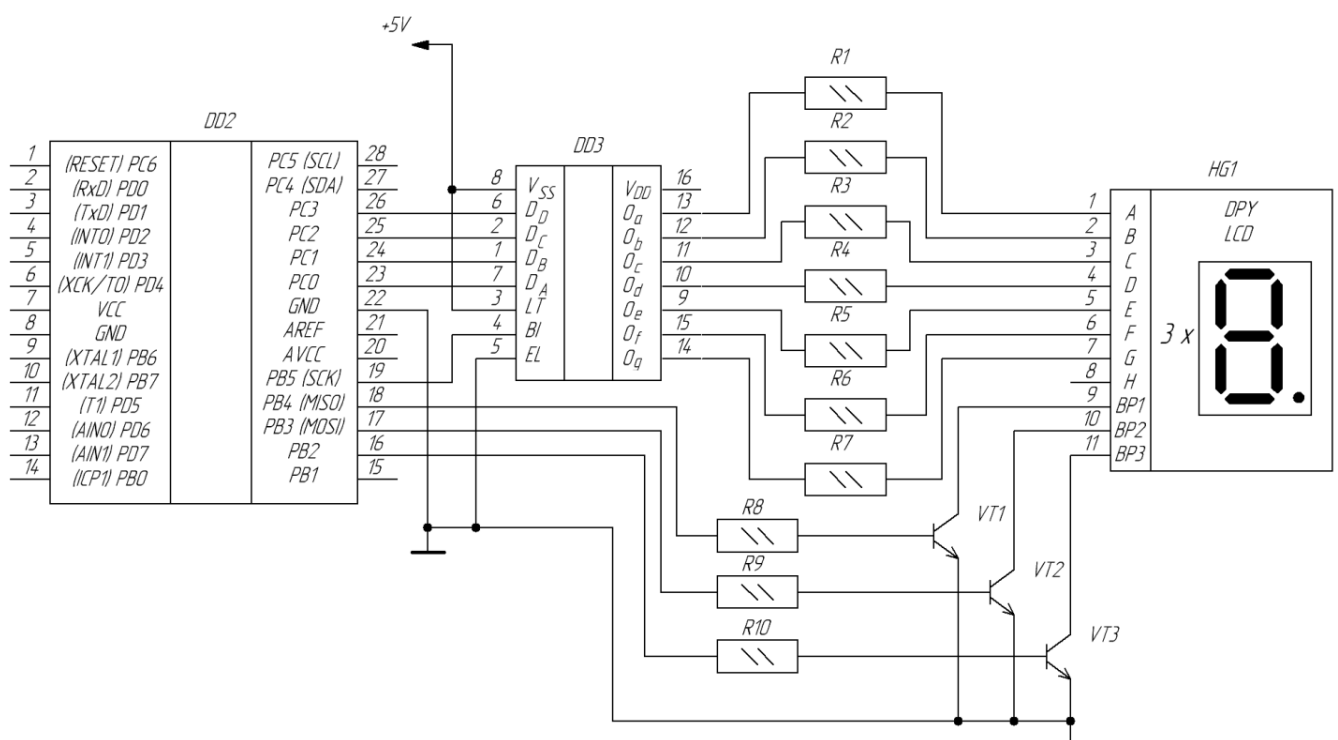 +5V
DD2
1 (RESET) PC6
2 (RxD) PD0
3 (TxD) PD1
4 (INT0) PD2
5 (INT1) PD3
6 (XCK/T0) PD4
7 VCC
8 GND
9 (XTAL1) PB6
10 (XTAL2) PB7
11 (T1) PD5
12 (AIN0) PD6
13 (AIN1) PD7
14 (ICP1) PB0
PC5 (SCL) 28
PC4 (SDA) 27
PC3 26
PC2 25
PC1 24
PC0 23
GND 22
AREF 21
AVCC 20
PB5 (SCK) 19
PB4 (MISO) 18
PB3 (MOSI) 17
PB2 16
PB1 15
DD3
8 VSS
6 DD
2 DC
1 DB
7 DA
3 LT
4 BI
5 EL
VDD 16
Oa 13
Ob 12
Oc 11
Od 10
Oe 9
Of 15
Og 14
R1
R2
R3
R4
R5
R6
R7
R8
R9
R10
VT1
VT2
VT3
HG1
1 A
2 B
3 C
4 D
5 E
6 F
7 G
8 H
9 BP1
10 BP2
11 BP3
DPY
LCD
3 x